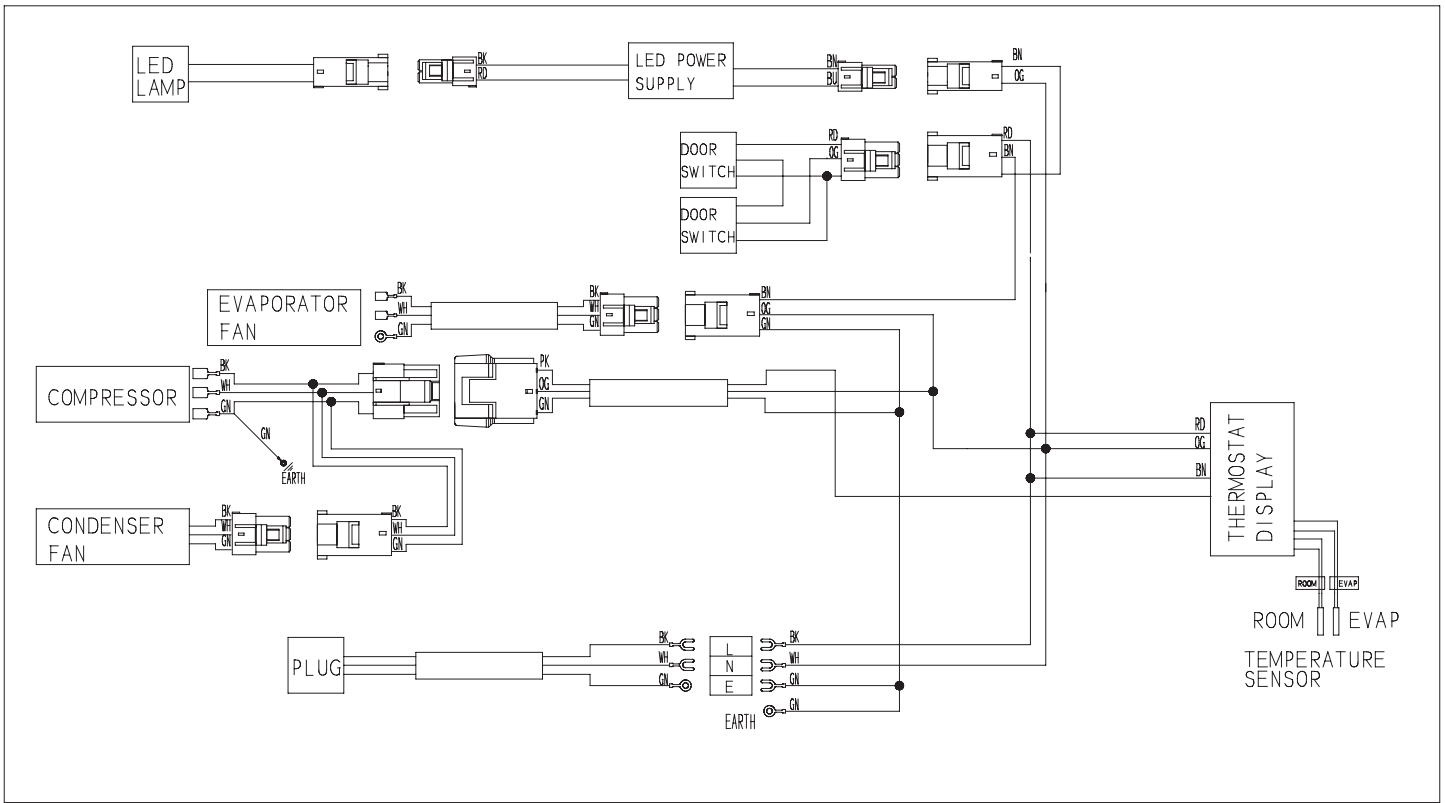 LED
LAMP
BK
RD
LED POWER
SUPPLY
BN
BU
BN
OG
DOOR
SWITCH
RD
OG
RD
BN
DOOR
SWITCH
EVAPORATOR
FAN
BK
WH
GN
BK
WH
GN
BN
OG
GN
COMPRESSOR
BK
WH
GN
GN
EARTH
PK
OG
GN
RD
OG
BN
THERMOSTAT
DISPLAY
CONDENSER
FAN
BK
WH
GN
BK
WH
GN
ROOM
EVAP
ROOM
EVAP
TEMPERATURE
SENSOR
PLUG
BK
WH
GN
L
N
E
BK
WH
GN
EARTH
GN